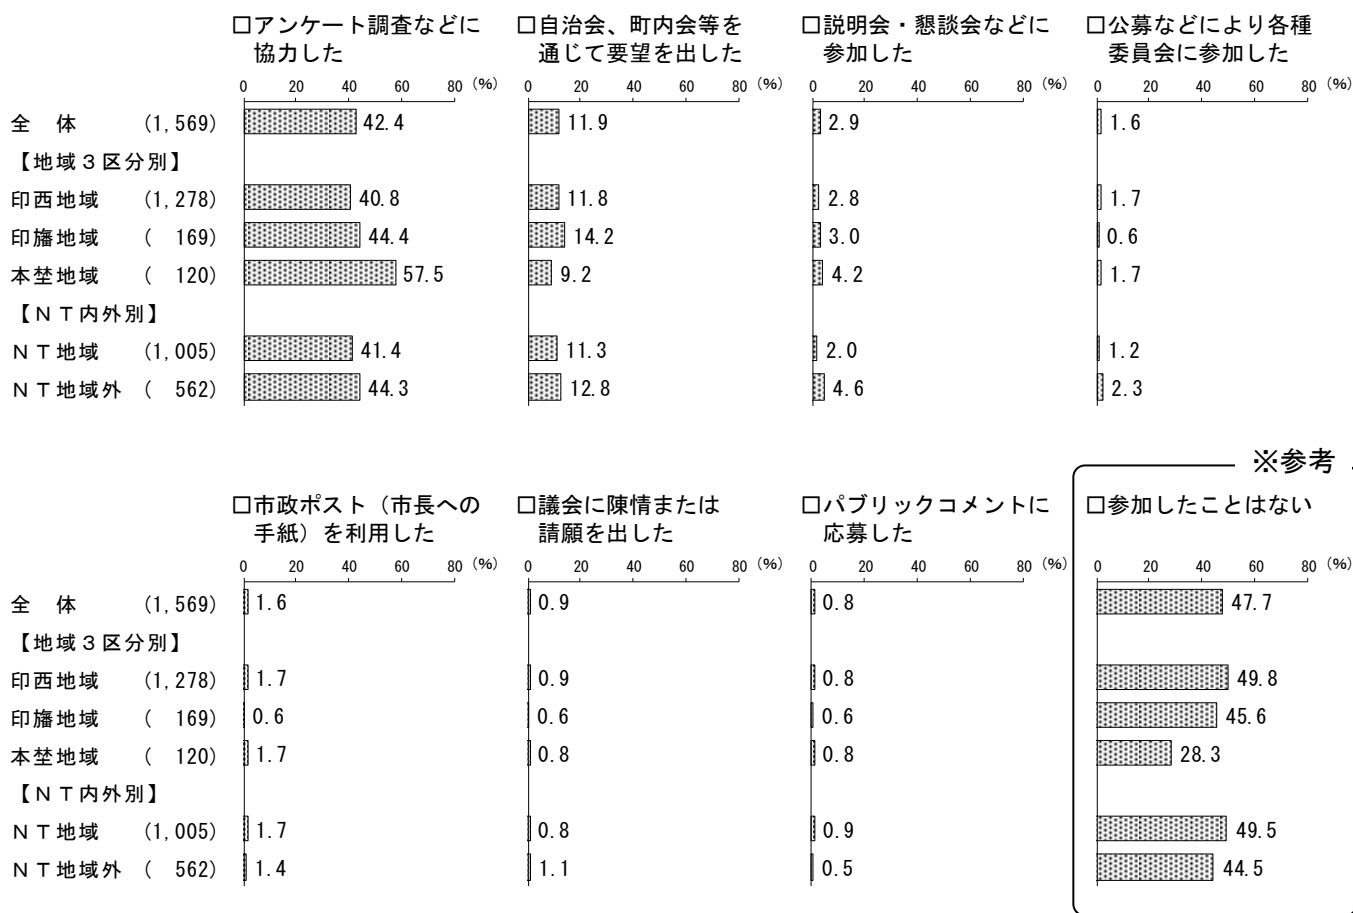 □アンケート調査などに 協力した
□自治会、町内会等を 通じて要望を出した
□説明会・懇談会などに 参加した
□公募などにより各種 委員会に参加した
0 20 40 60 80 (%) 0 20 40 60 80 (%) 0 20 40 60 80 (%) 0 20 40 60 80 (%)
全 体 (1,569) 42.4 11.9 2.9 1.6
【地域3区分別】
印西地域 (1,278) 40.8 11.8 2.8 1.7
印旛地域 ( 169) 44.4 14.2 3.0 0.6
本埜地域 ( 120) 57.5 9.2 4.2 1.7
【NT内外別】
NT地域 (1,005) 41.4 11.3 2.0 1.2
NT地域外 ( 562) 44.3 12.8 4.6 2.3
※参考
□市政ポスト（市長への 手紙）を利用した
□議会に陳情または 請願を出した
□パブリックコメントに 応募した
□参加したことはない
0 20 40 60 80 (%) 0 20 40 60 80 (%) 0 20 40 60 80 (%) 0 20 40 60 80 (%)
全 体 (1,569) 1.6 0.9 0.8 47.7
【地域3区分別】
印西地域 (1,278) 1.7 0.9 0.8 49.8
印旛地域 ( 169) 0.6 0.6 0.6 45.6
本埜地域 ( 120) 1.7 0.8 0.8 28.3
【NT内外別】
NT地域 (1,005) 1.7 0.8 0.9 49.5
NT地域外 ( 562) 1.4 1.1 0.5 44.5